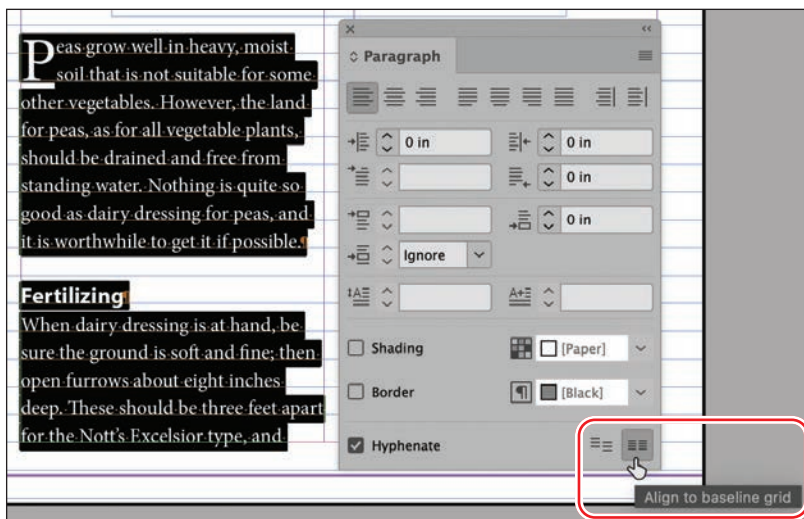 Peas grow well in heavy, moist
soil that is not suitable for some
other vegetables. However, the land
for peas, as for all vegetable plants,
should be drained and free from
standing water. Nothing is quite so
good as dairy dressing for peas, and
it is worthwhile to get it if possible.¶
Fertilizing¶
When dairy dressing is at hand, be
sure the ground is soft and fine; then
open furrows about eight inches
deep. These should be three feet apart
for the Nott's Excelsior type, and
Paragraph
0 in
0 in
0 in
0 in
Ignore
Shading
[Paper]
Border
[Black]
Hyphenate
Align to baseline grid